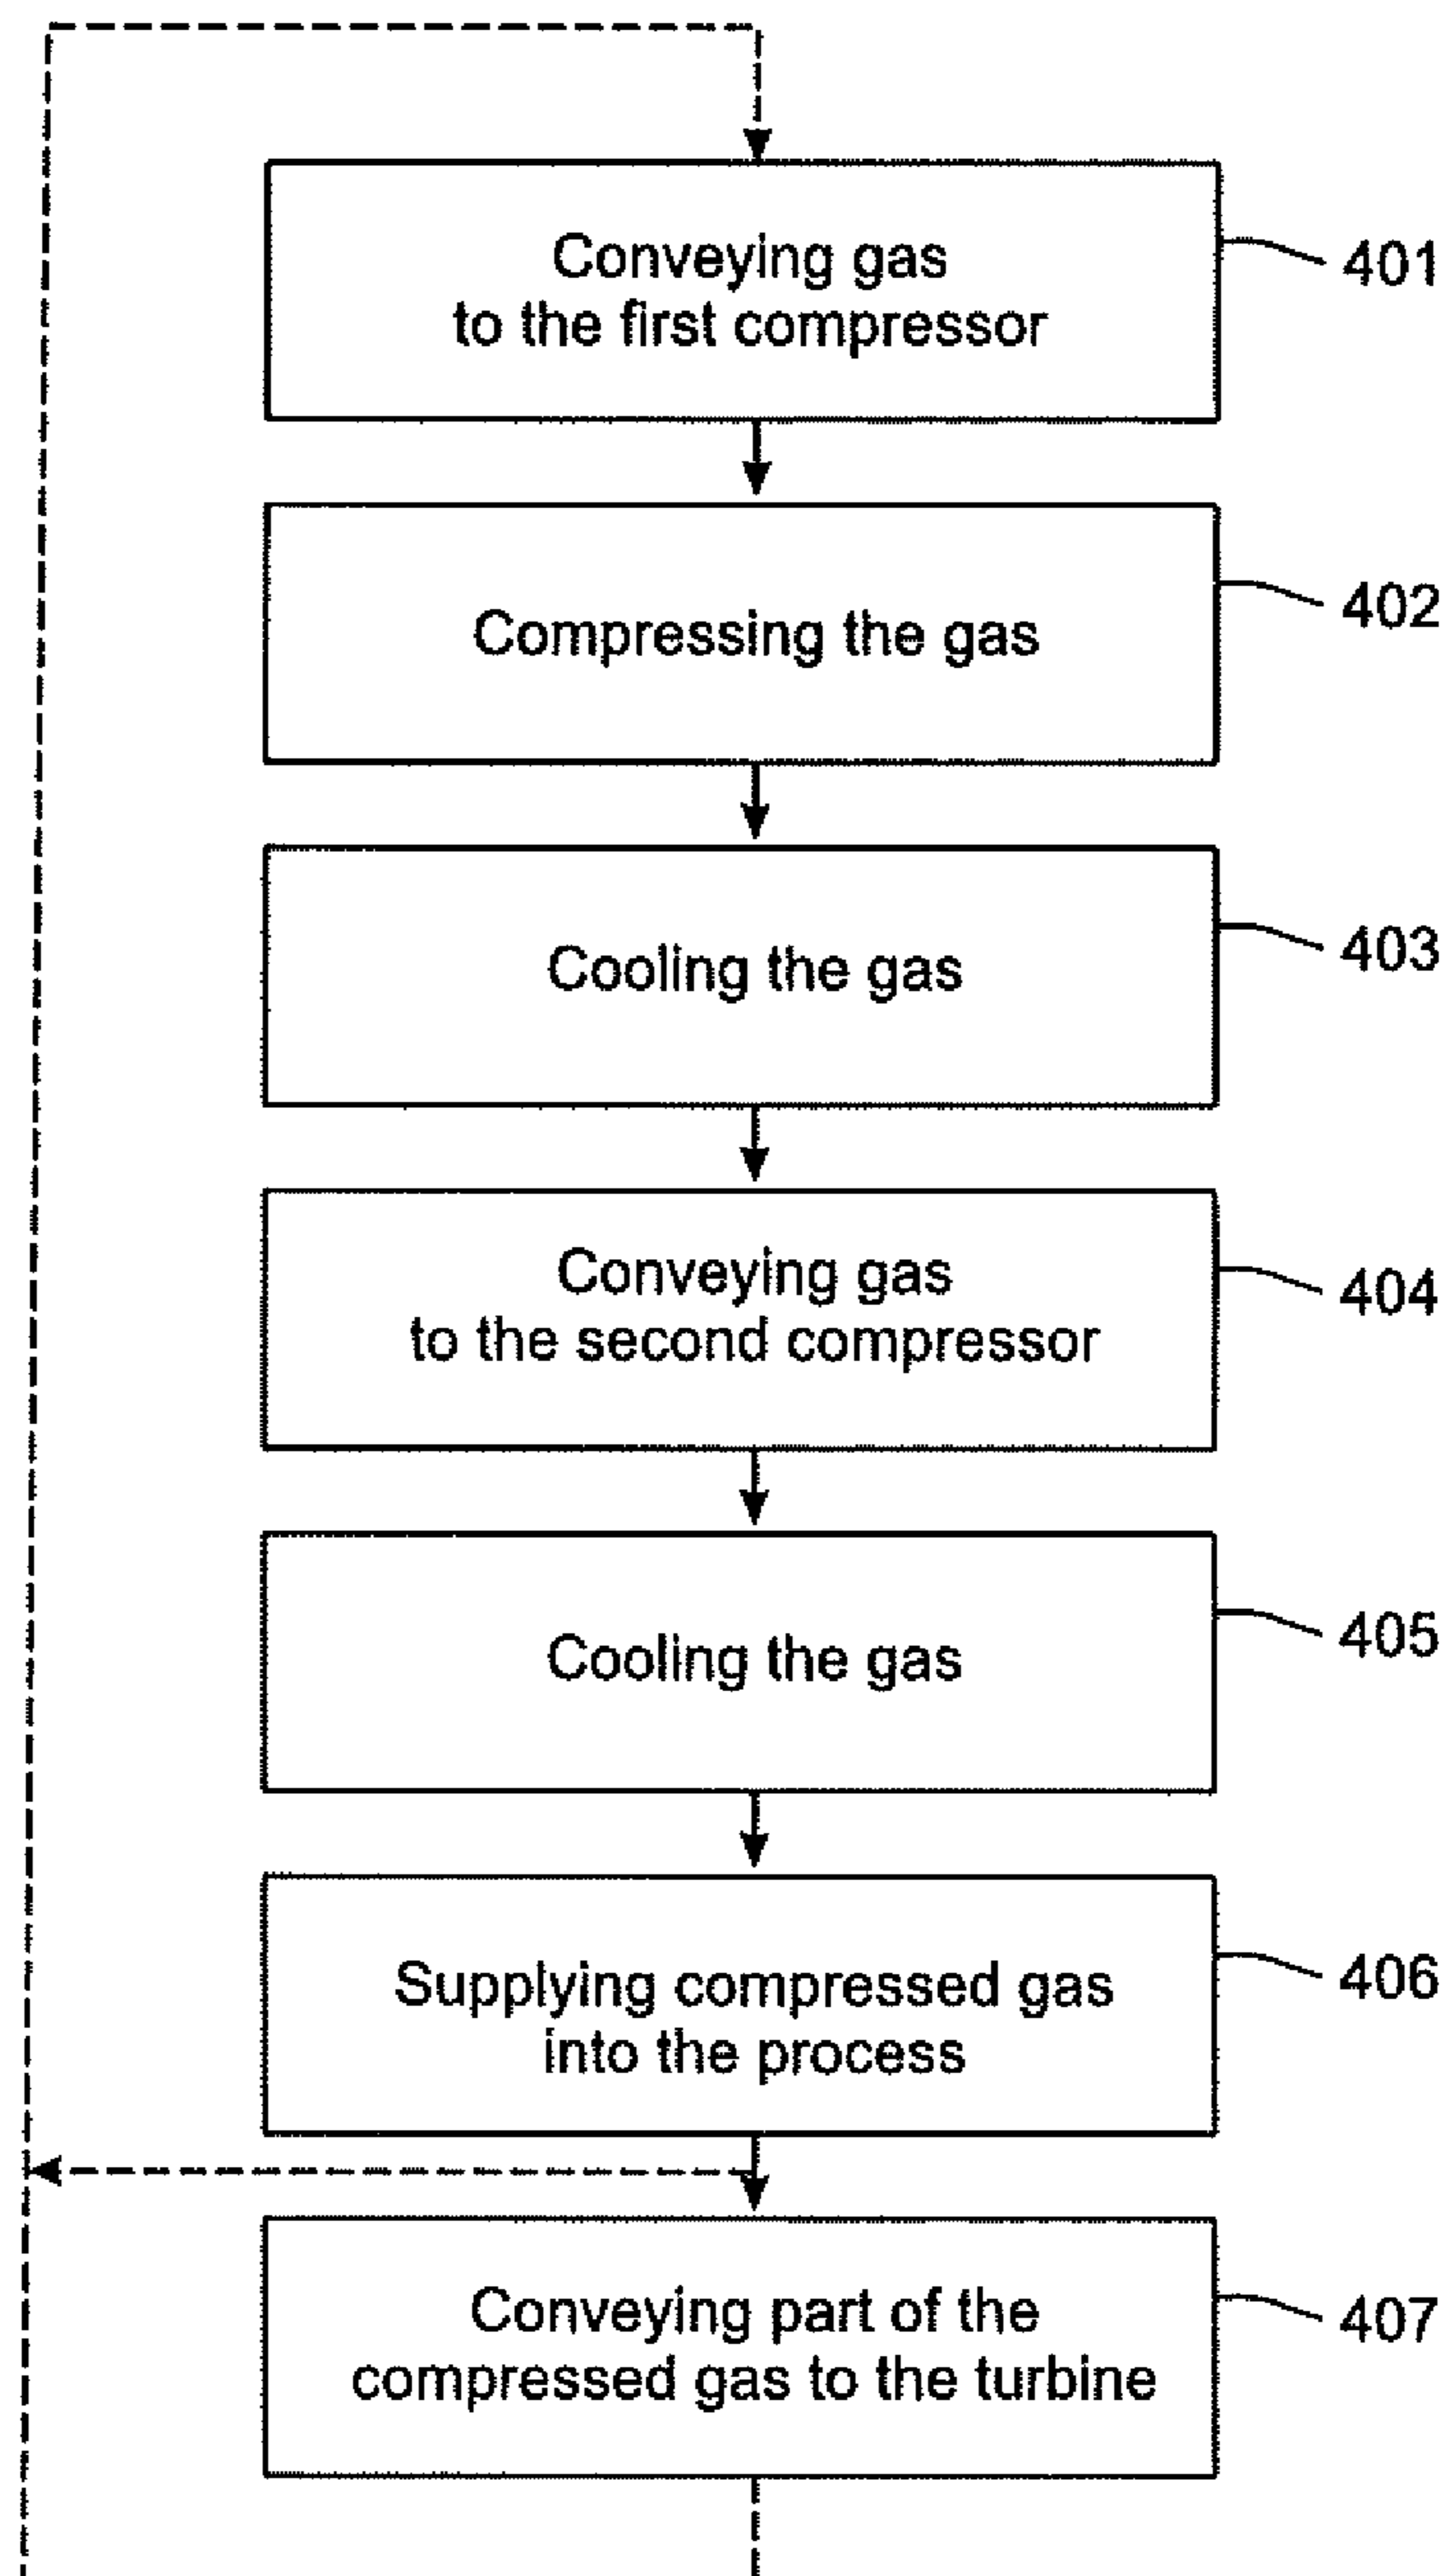 Conveying gas
to the first compressor
401
Compressing the gas
402
Cooling the gas
403
Conveying gas
to the second compressor
404
Cooling the gas
405
Supplying compressed gas
into the process
406
Conveying part of the
compressed gas to the turbine
407